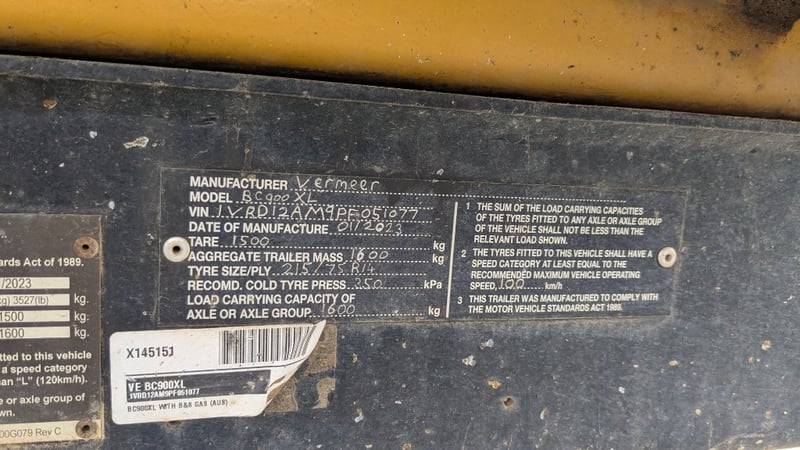 MANUFACTURER Vermeer
MODEL BC900XL
VIN 1VRD12AM9PF051077
DATE OF MANUFACTURE 01/2023
TARE 1500 kg
AGGREGATE TRAILER MASS 1600 kg
TYRE SIZE/PLY 215/75R14
RECOMD. COLD TYRE PRESS 350 kPa
LOAD CARRYING CAPACITY OF
AXLE OR AXLE GROUP 1600 kg
1 THE SUM OF THE LOAD CARRYING CAPACITIES
OF THE TYRES FITTED TO ANY AXLE OR AXLE GROUP
OF THE VEHICLE SHALL NOT BE LESS THAN THE
RELEVANT LOAD SHOWN.
2 THE TYRES FITTED TO THIS VEHICLE SHALL HAVE A
SPEED CATEGORY AT LEAST EQUAL TO THE
RECOMMENDED MAXIMUM VEHICLE OPERATING
SPEED, 100 km/h
3 THIS TRAILER WAS MANUFACTURED TO COMPLY WITH
THE MOTOR VEHICLE STANDARDS ACT 1989.
ndards Act of 1989.
/2023
kg) 3527(lb) kg.
1500 kg.
1600 kg.
itted to this vehicle
a speed category
an "L" (120km/h).
e or axle group of
own.
00G079 Rev C
X145151
VE BC900XL
1VRD12AM9PF051077
BC900XL WITH B&S GAS (AUS)